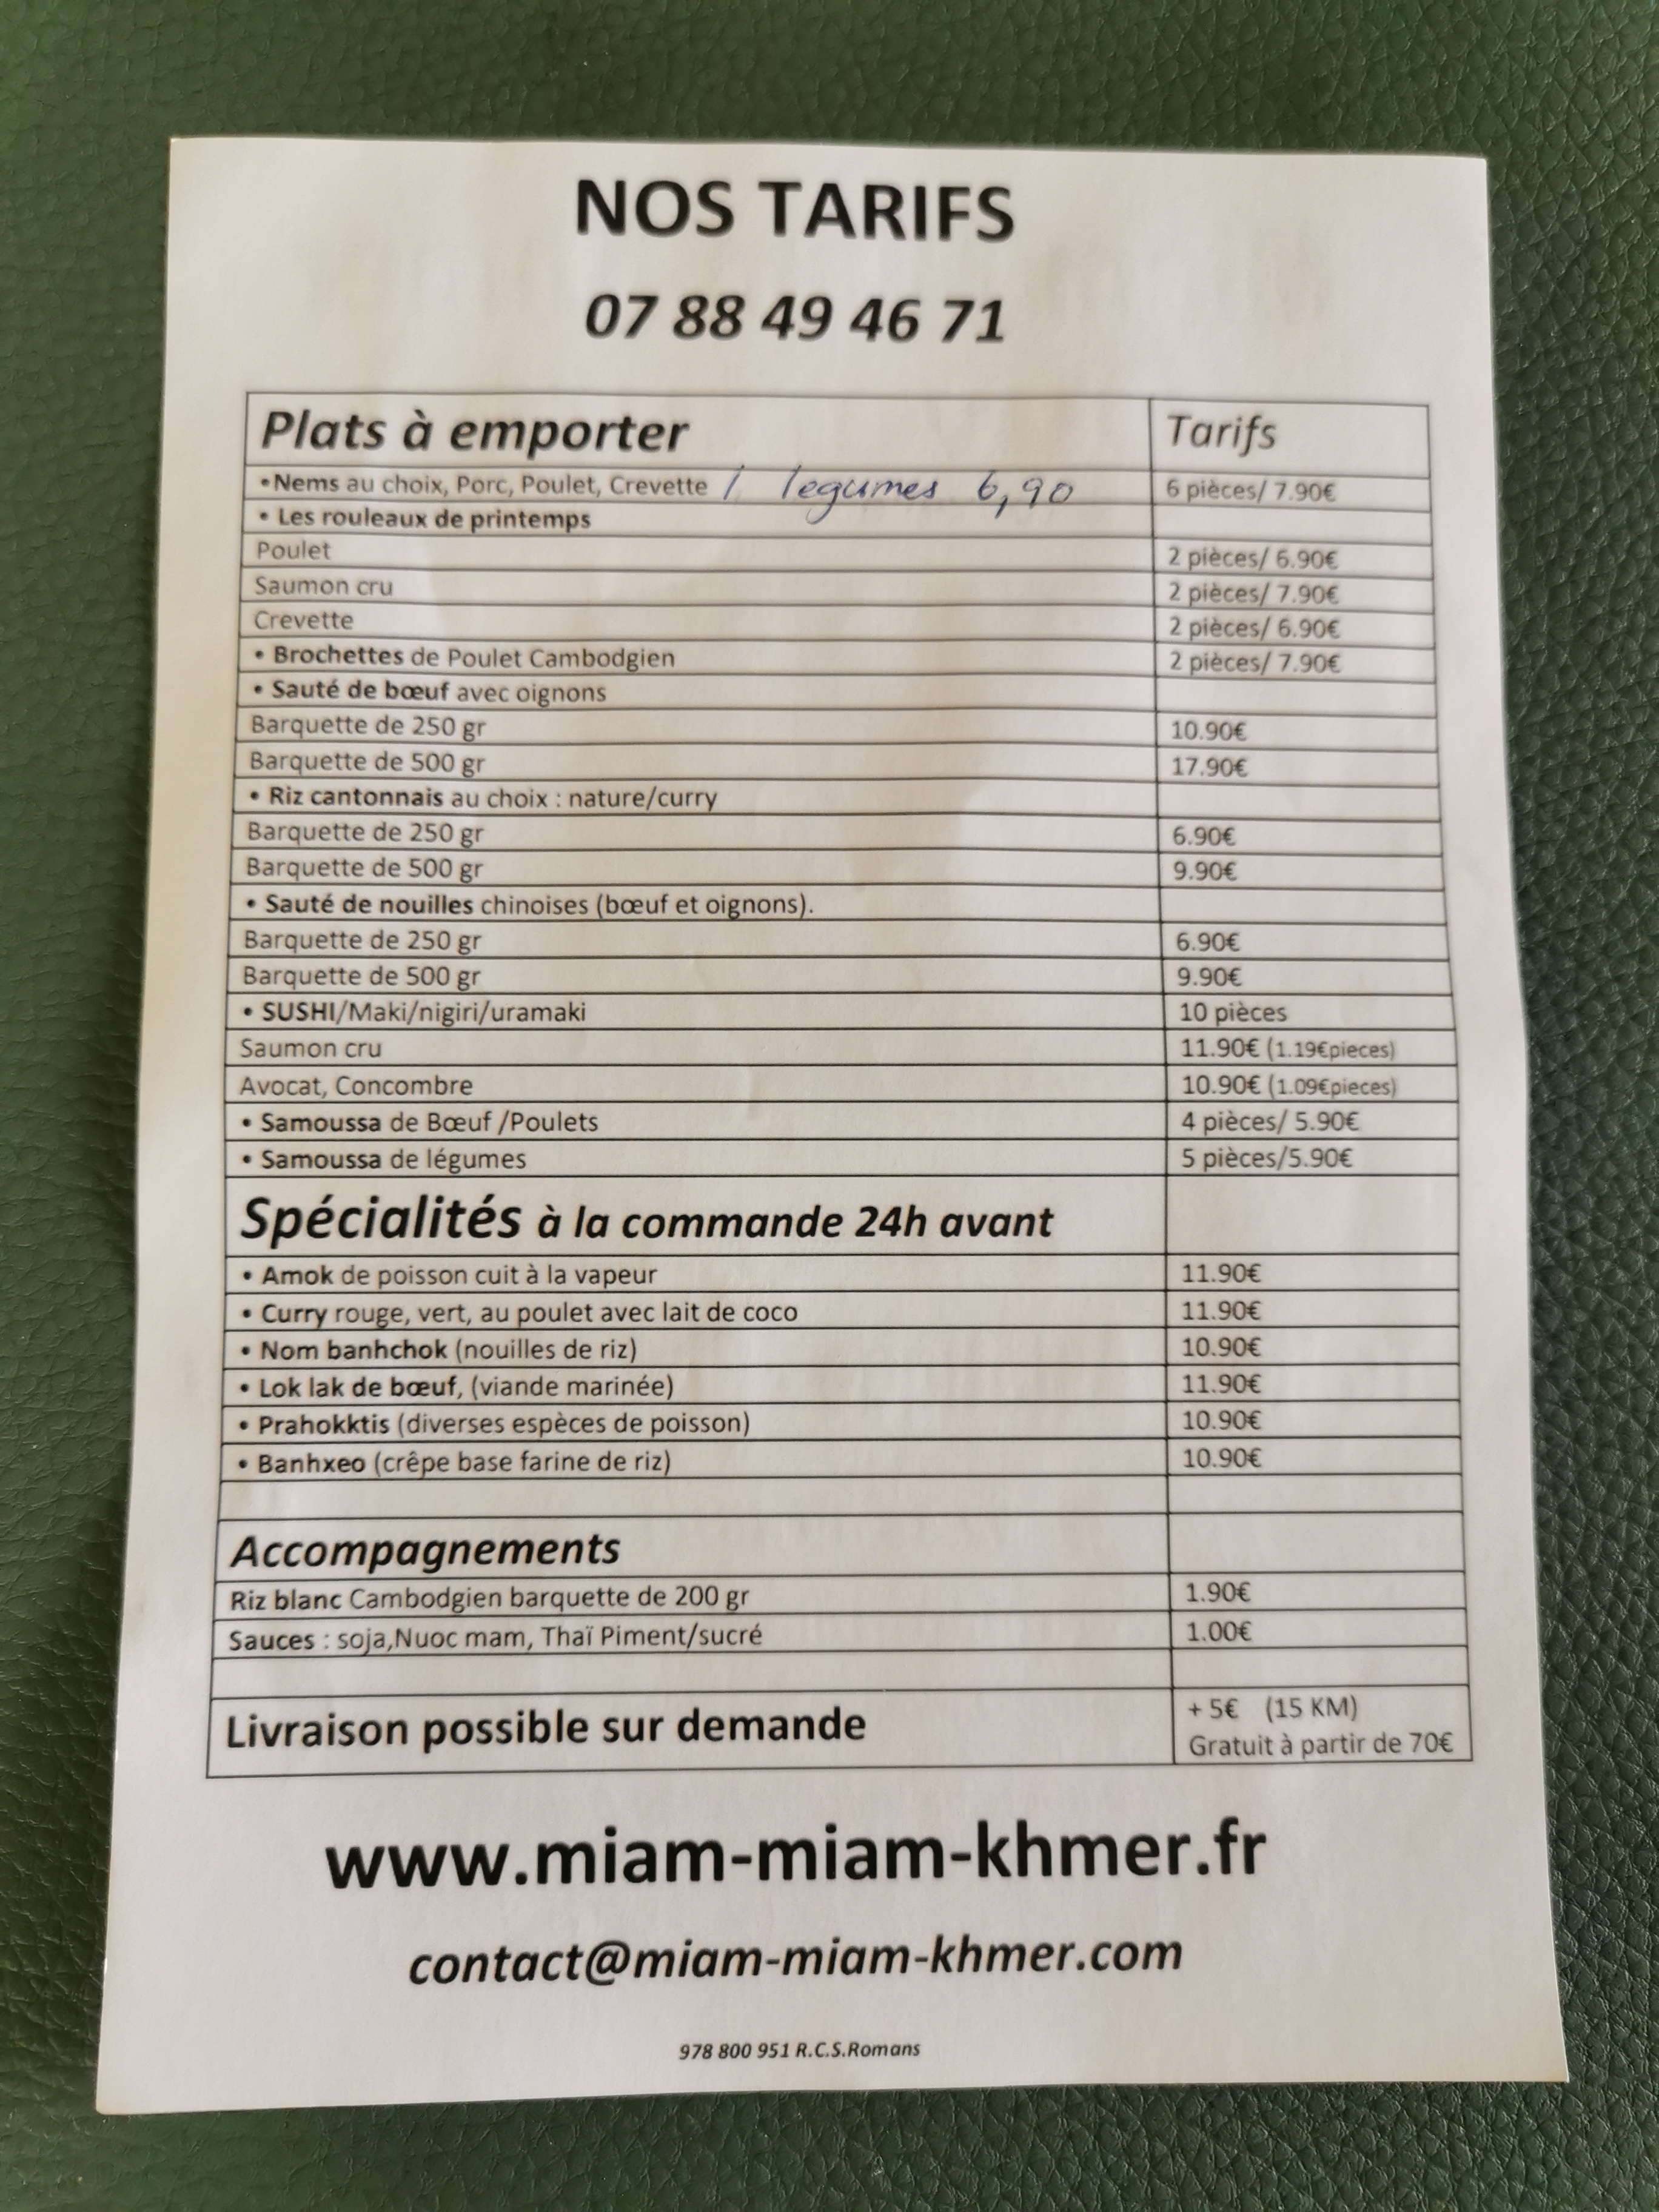 NOS TARIFS
07 88 49 46 71
Plats à emporter Tarifs
•Nems au choix, Porc, Poulet, Crevette / legumes 6,90 6 pièces/ 7.90€
• Les rouleaux de printemps
Poulet 2 pièces/ 6.90€
Saumon cru 2 pièces/ 7.90€
Crevette 2 pièces/ 6.90€
• Brochettes de Poulet Cambodgien 2 pièces/ 7.90€
• Sauté de bœuf avec oignons
Barquette de 250 gr 10.90€
Barquette de 500 gr 17.90€
• Riz cantonnais au choix : nature/curry
Barquette de 250 gr 6.90€
Barquette de 500 gr 9.90€
• Sauté de nouilles chinoises (bœuf et oignons).
Barquette de 250 gr 6.90€
Barquette de 500 gr 9.90€
• SUSHI/Maki/nigiri/uramaki 10 pièces
Saumon cru 11.90€ (1.19€pieces)
Avocat, Concombre 10.90€ (1.09€pieces)
• Samoussa de Bœuf /Poulets 4 pièces/ 5.90€
• Samoussa de légumes 5 pièces/5.90€
Spécialités à la commande 24h avant
• Amok de poisson cuit à la vapeur 11.90€
• Curry rouge, vert, au poulet avec lait de coco 11.90€
• Nom banhchok (nouilles de riz) 10.90€
• Lok lak de bœuf, (viande marinée) 11.90€
• Prahokktis (diverses espèces de poisson) 10.90€
• Banhxeo (crêpe base farine de riz) 10.90€
Accompagnements
Riz blanc Cambodgien barquette de 200 gr 1.90€
Sauces : soja,Nuoc mam, Thaï Piment/sucré 1.00€
Livraison possible sur demande + 5€ (15 KM)
Gratuit à partir de 70€
www.miam-miam-khmer.fr
contact@miam-miam-khmer.com
978 800 951 R.C.S.Romans